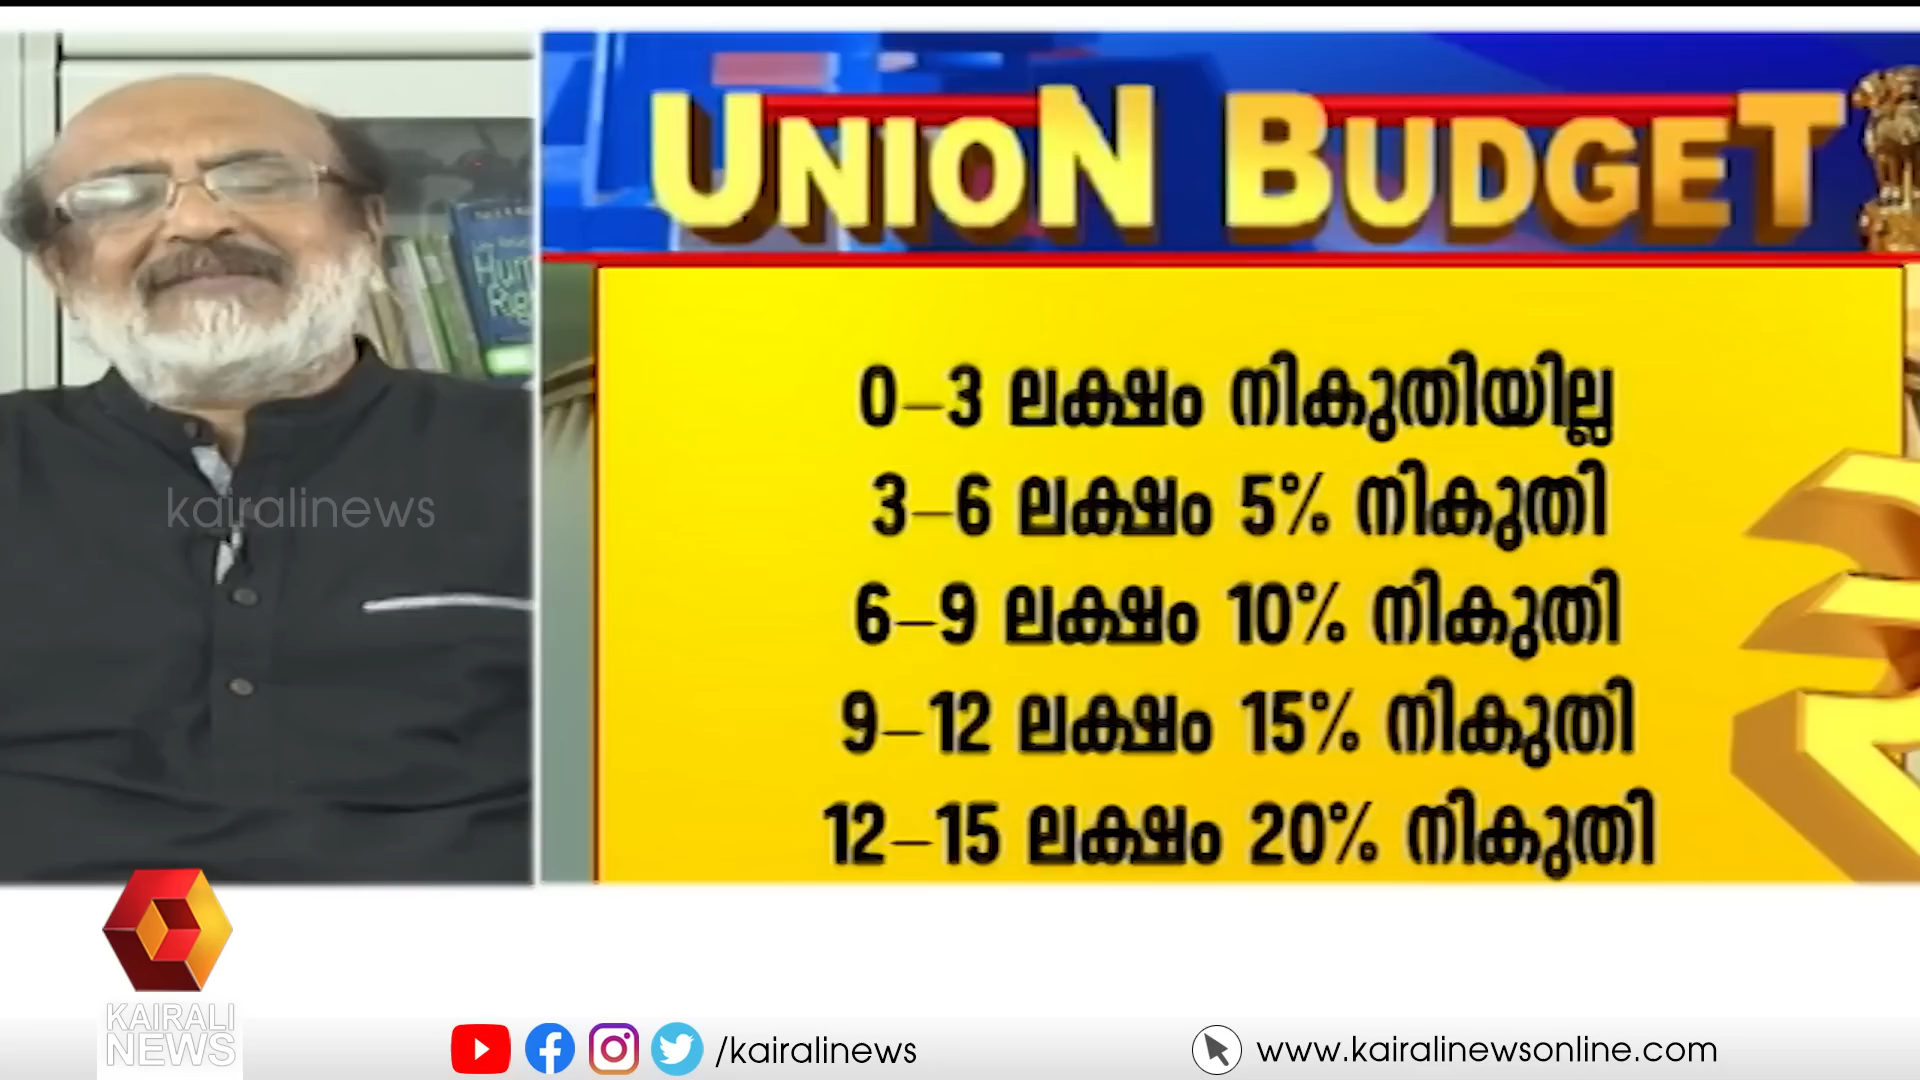 UNION BUDGET
0–3 ലക്ഷം നികുതിയില്ല
3–6 ലക്ഷം 5% നികുതി
6–9 ലക്ഷം 10% നികുതി
9–12 ലക്ഷം 15% നികുതി
12–15 ലക്ഷം 20% നികുതി
kairalinews
KAIRALI
NEWS
/kairalinews
www.kairalinewsonline.com